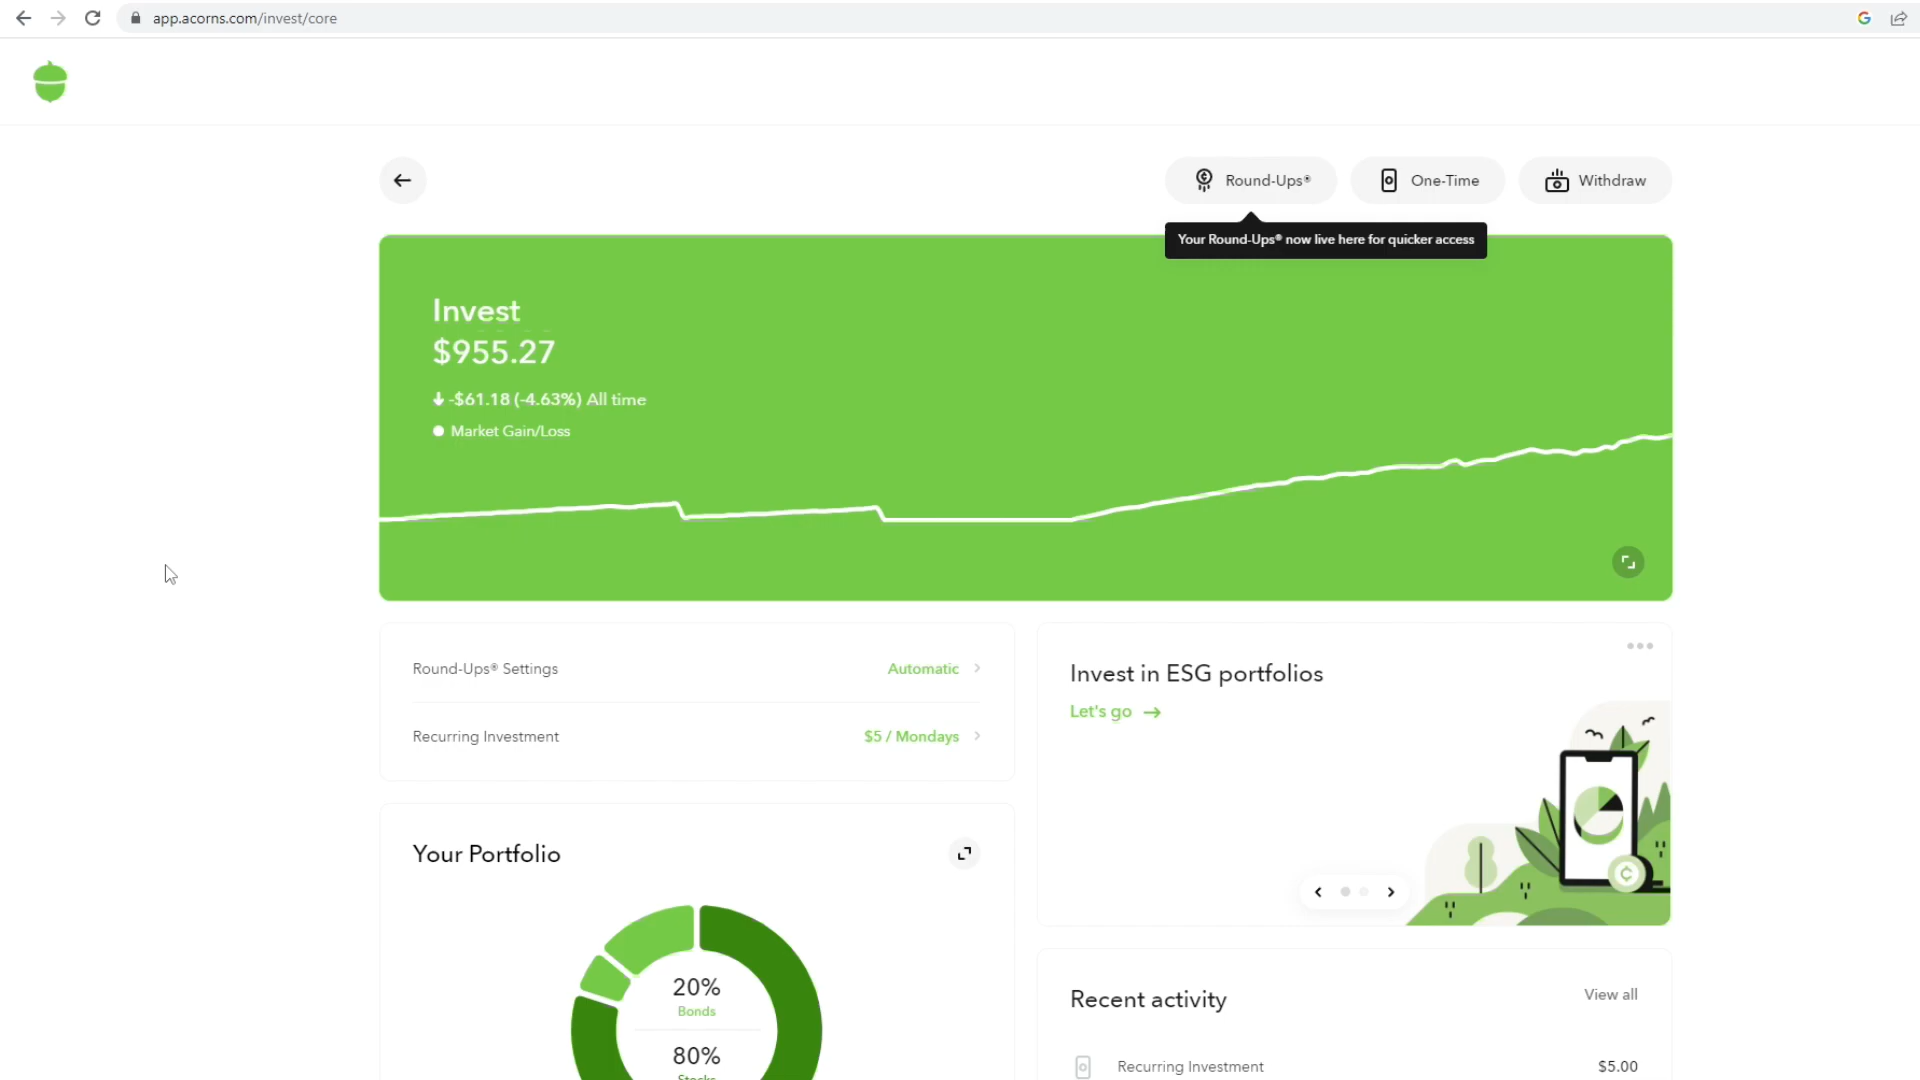 app.acorns.com/invest/core
Round-Ups®
One-Time
Withdraw
Your Round-Ups® now live here for quicker access
Invest
$955.27
-$61.18 (-4.63%) All time
Market Gain/Loss
Round-Ups® Settings
Automatic
Recurring Investment
$5 / Mondays
Invest in ESG portfolios
Let's go
Your Portfolio
20%
Bonds
80%
Stocks
Recent activity
View all
Recurring Investment
$5.00